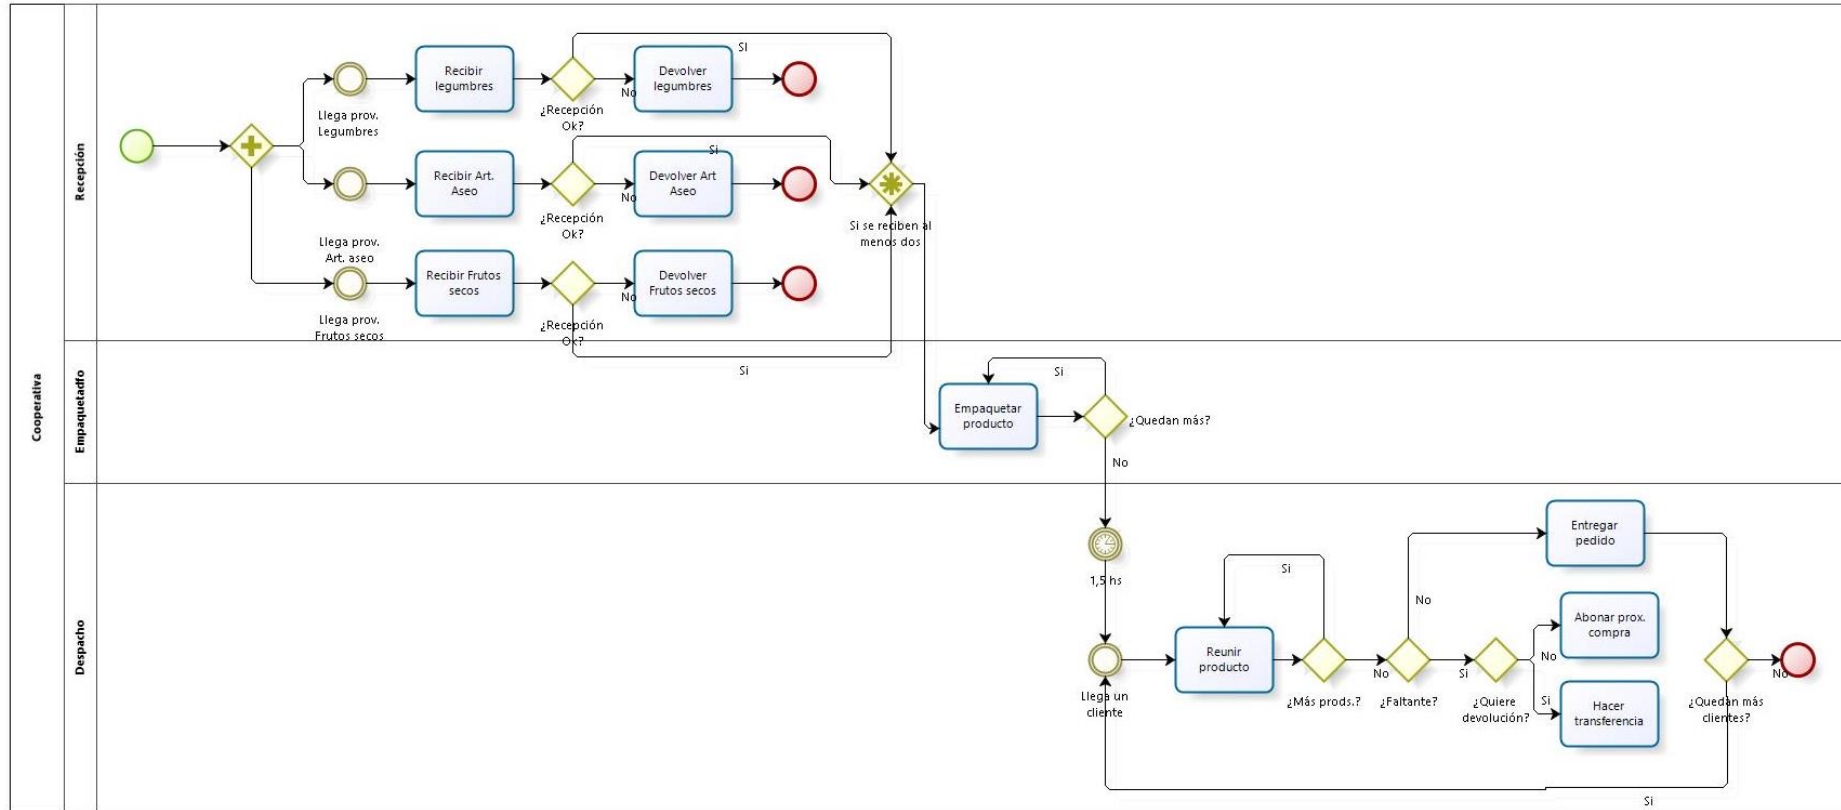 Cooperativa
Recepción
Llega prov.
Legumbres
Recibir
legumbres
¿Recepción
Ok?
SI
No
Devolver
legumbres
Llega prov.
Art. aseo
Recibir Art.
Aseo
¿Recepción
Ok?
Si
No
Devolver Art
Aseo
Si se reciben al
menos dos
Llega prov.
Frutos secos
Recibir Frutos
secos
¿Recepción
Ok?
No
Devolver
Frutos secos
Si
Empaquetadfo
Empaquetar
producto
Si
¿Quedan más?
No
Despacho
1,5 hs
Llega un
cliente
Reunir
producto
Si
¿Más prods.?
No
¿Faltante?
No
Si
¿Quiere
devolución?
No
Si
Entregar
pedido
Abonar prox.
compra
Hacer
transferencia
¿Quedan más
clientes?
No
Si